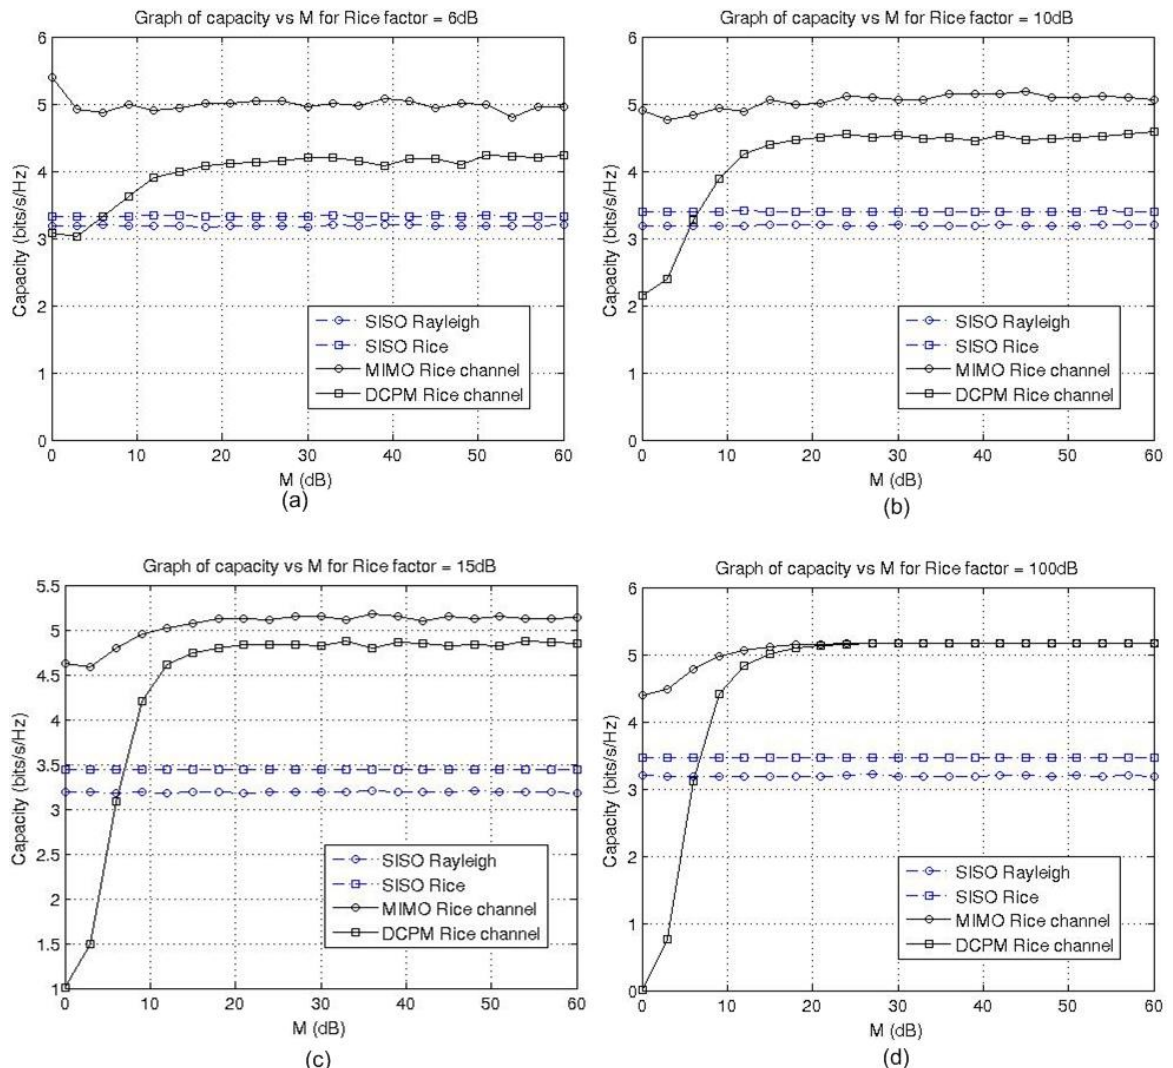 Graph of capacity vs M for Rice factor = 6dB
6
5
4
3
2
1
0
Capacity (bits/s/Hz)
SISO Rayleigh
SISO Rice
MIMO Rice channel
DCPM Rice channel
0 10 20 30 40 50 60
M (dB)
(a)
Graph of capacity vs M for Rice factor = 10dB
6
5
4
3
2
1
0
Capacity (bits/s/Hz)
SISO Rayleigh
SISO Rice
MIMO Rice channel
DCPM Rice channel
0 10 20 30 40 50 60
M (dB)
(b)
Graph of capacity vs M for Rice factor = 15dB
5.5
5
4.5
4
3.5
3
2.5
2
1.5
1
Capacity (bits/s/Hz)
SISO Rayleigh
SISO Rice
MIMO Rice channel
DCPM Rice channel
0 10 20 30 40 50 60
M (dB)
(c)
Graph of capacity vs M for Rice factor = 100dB
6
5
4
3
2
1
0
Capacity (bits/s/Hz)
SISO Rayleigh
SISO Rice
MIMO Rice channel
DCPM Rice channel
0 10 20 30 40 50 60
M (dB)
(d)